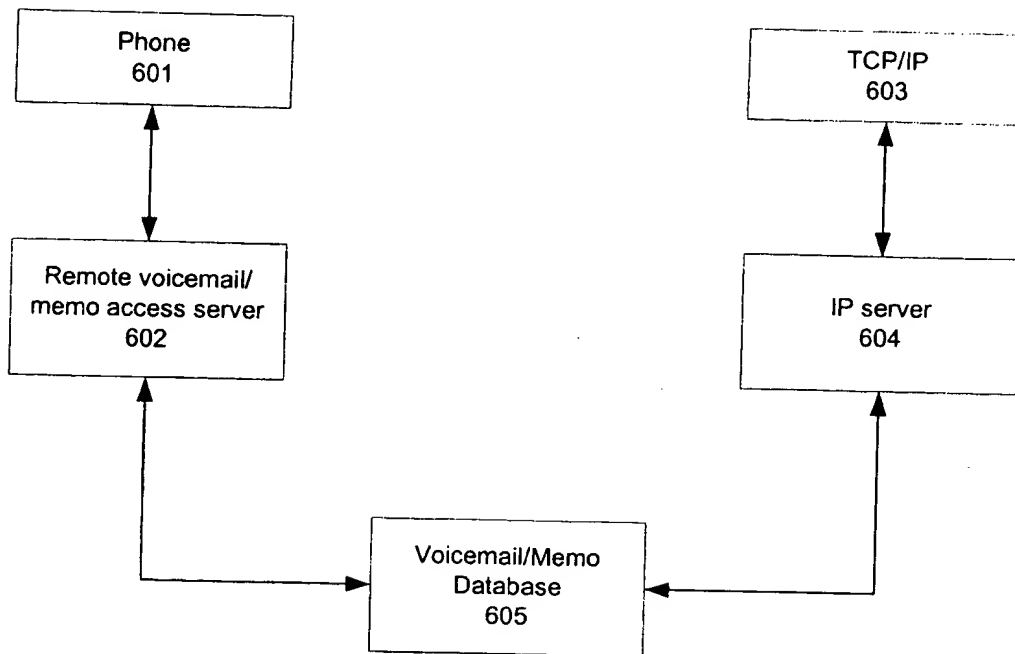 Phone
601
TCP/IP
603
Remote voicemail/
memo access server
602
IP server
604
Voicemail/Memo
Database
605